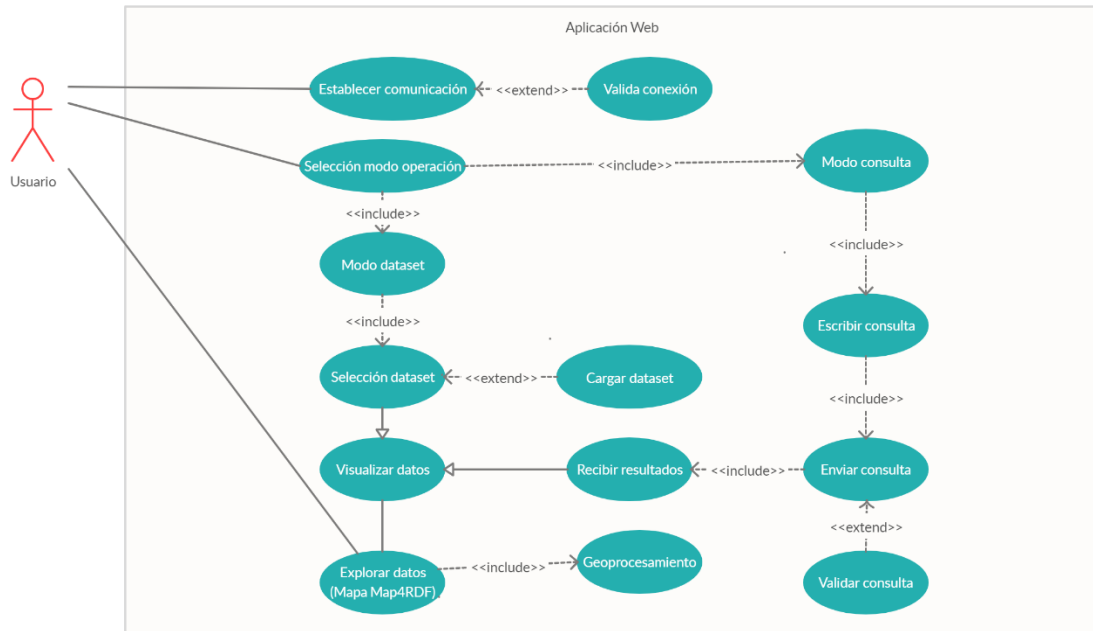 Aplicación Web
Establecer comunicación
<<extend>>
Valida conexión
Usuario
Selección modo operación
<<include>>
Modo consulta
<<include>>
Modo dataset
<<include>>
<<include>>
Escribir consulta
Selección dataset
<<extend>>
Cargar dataset
<<include>>
Visualizar datos
Recibir resultados
<<include>>
Enviar consulta
<<extend>>
Explorar datos
(Mapa Map4RDF)
<<include>>
Geoprocesamiento
Validar consulta